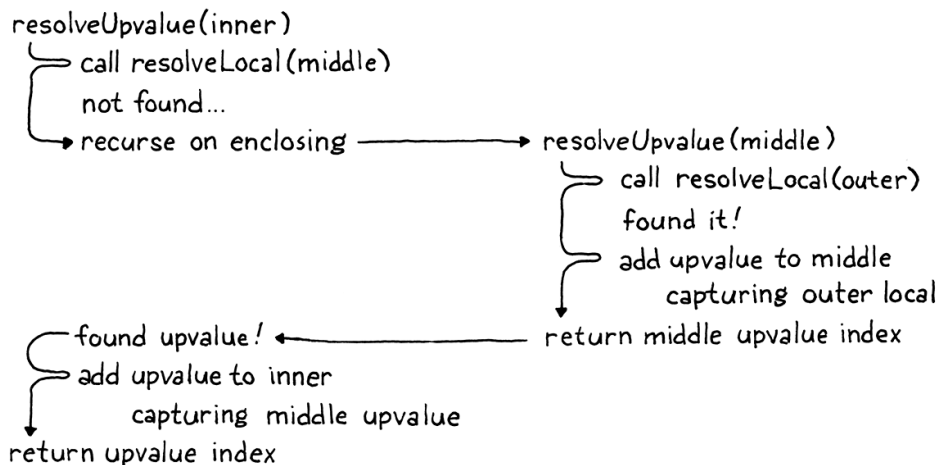 resolveUpvalue(inner)
call resolveLocal(middle)
not found...
recurse on enclosing
resolveUpvalue(middle)
call resolveLocal(outer)
found it!
add upvalue to middle
capturing outer local
return middle upvalue index
found upvalue!
add upvalue to inner
capturing middle upvalue
return upvalue index